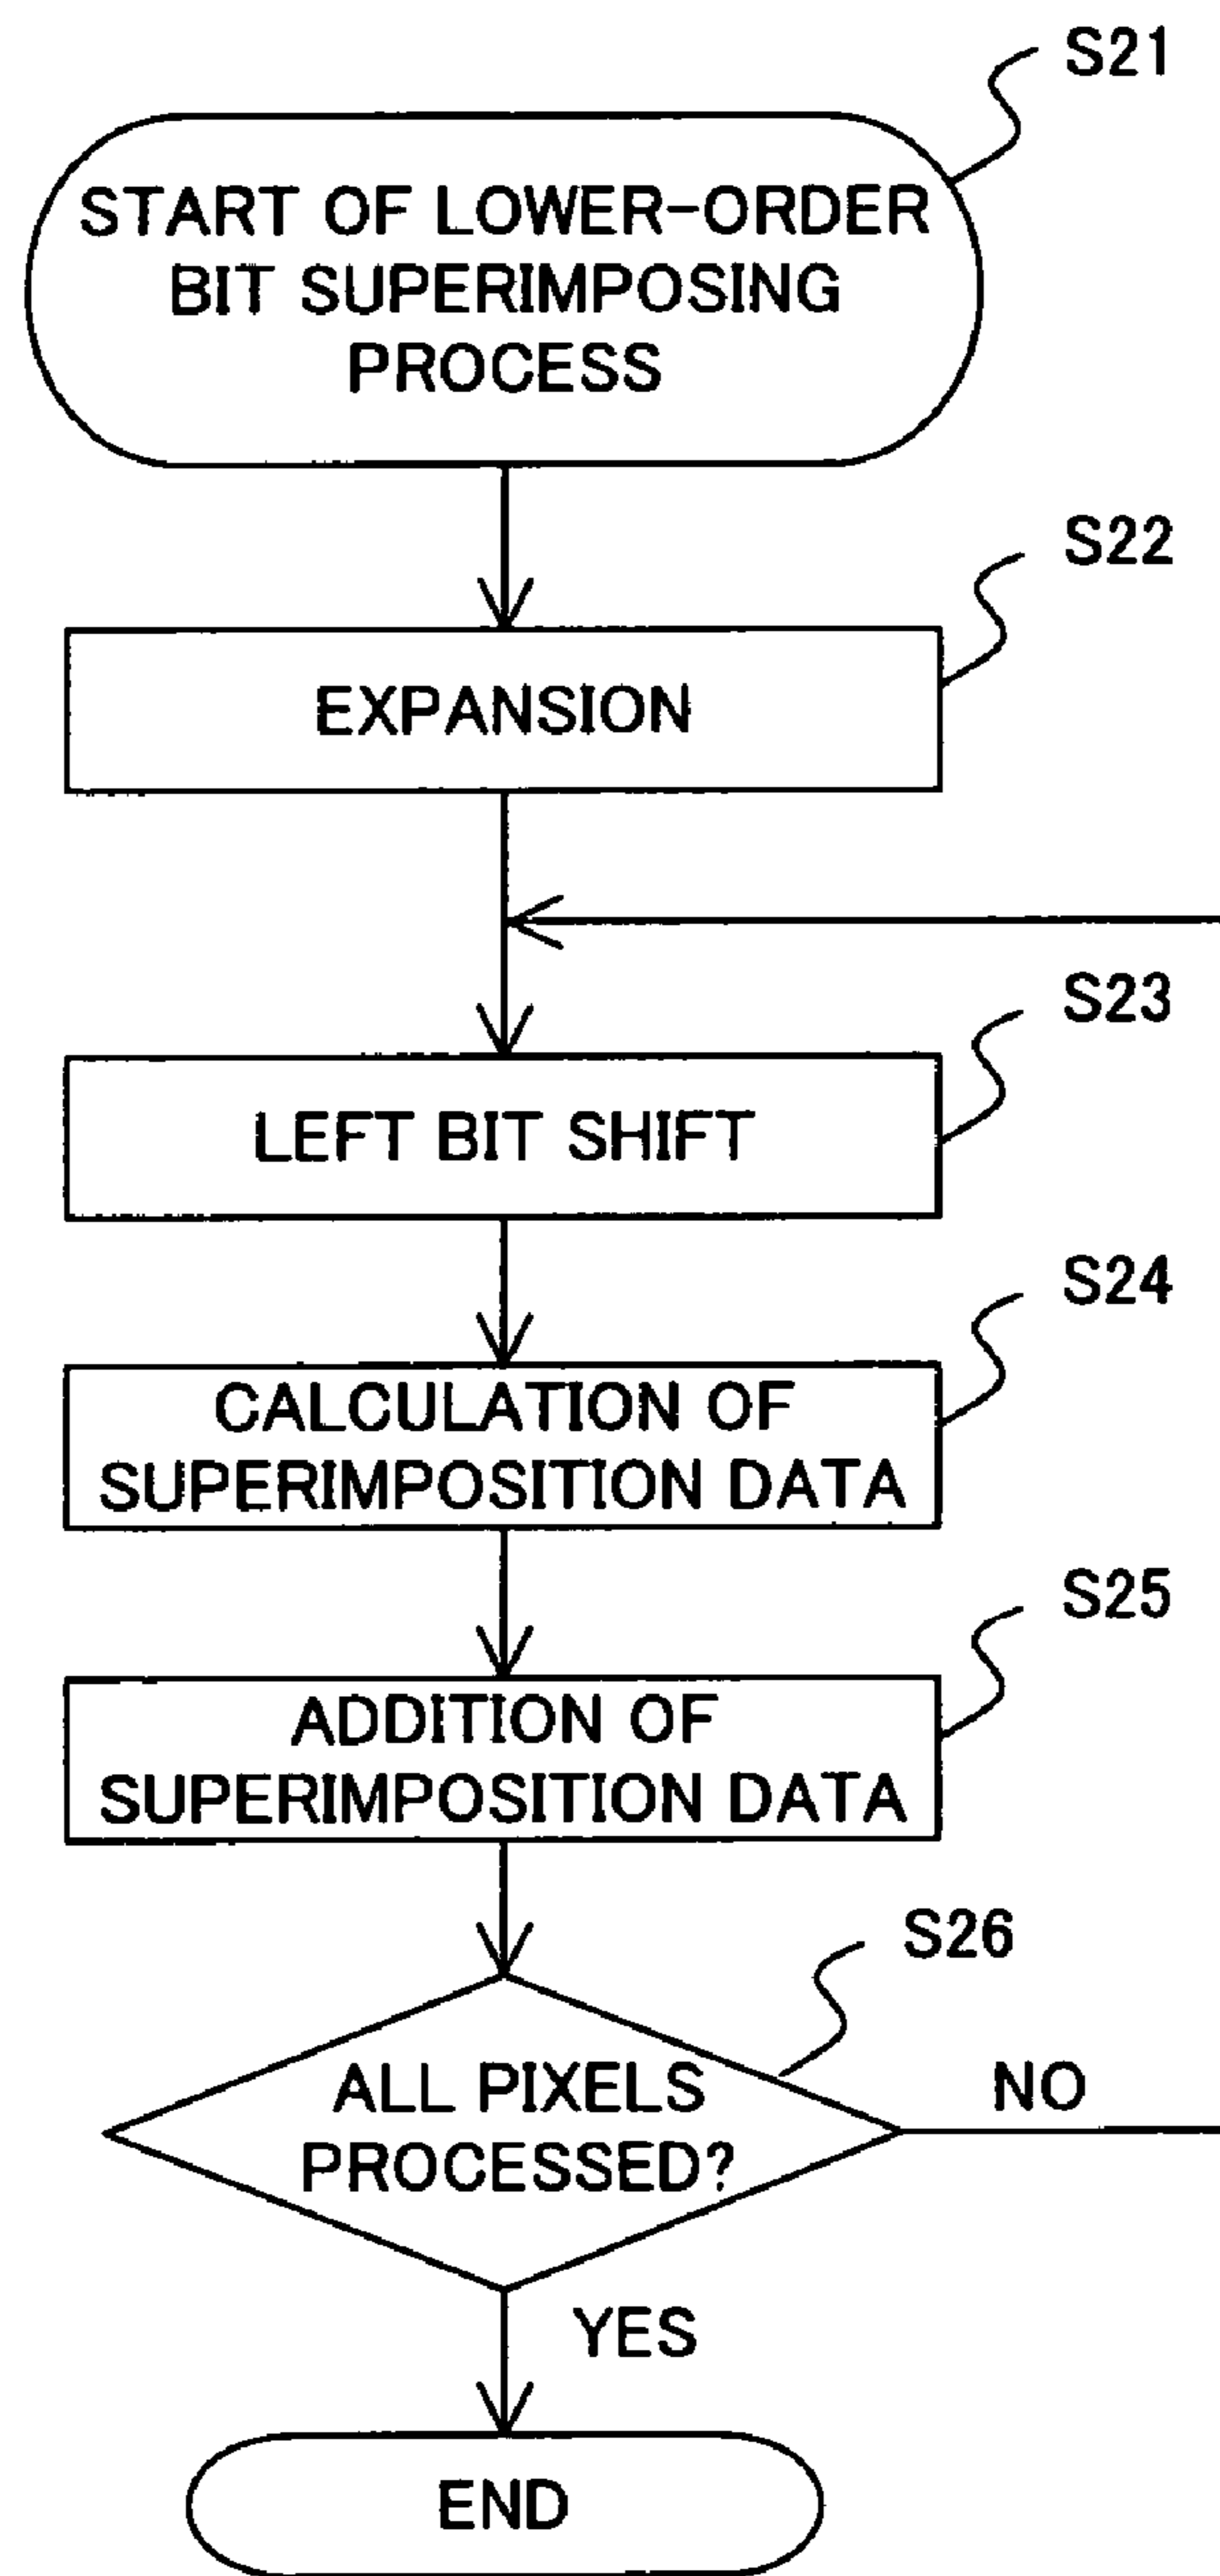 S21
START OF LOWER-ORDER
BIT SUPERIMPOSING
PROCESS
S22
EXPANSION
S23
LEFT BIT SHIFT
S24
CALCULATION OF
SUPERIMPOSITION DATA
S25
ADDITION OF
SUPERIMPOSITION DATA
S26
ALL PIXELS
PROCESSED?
NO
YES
END